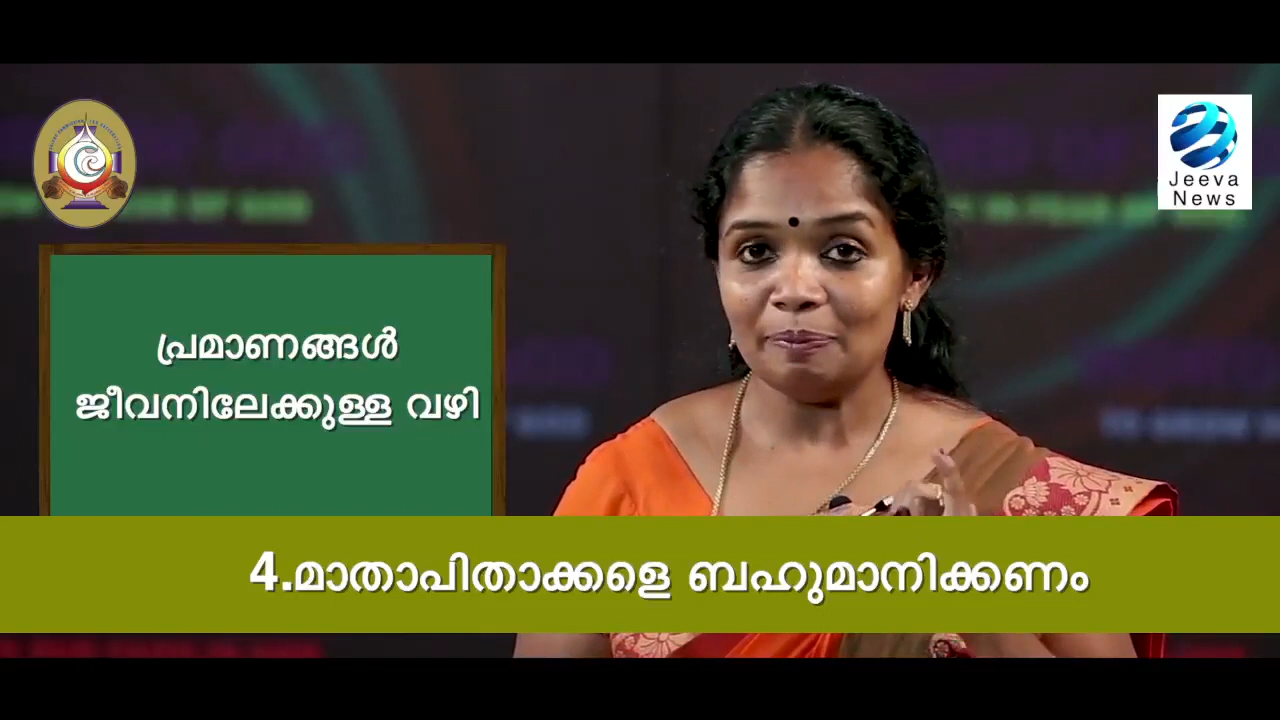 Jeeva
News
പ്രമാണങ്ങൾ
ജീവനിലേക്കുള്ള വഴി
4.മാതാപിതാക്കളെ ബഹുമാനിക്കണം